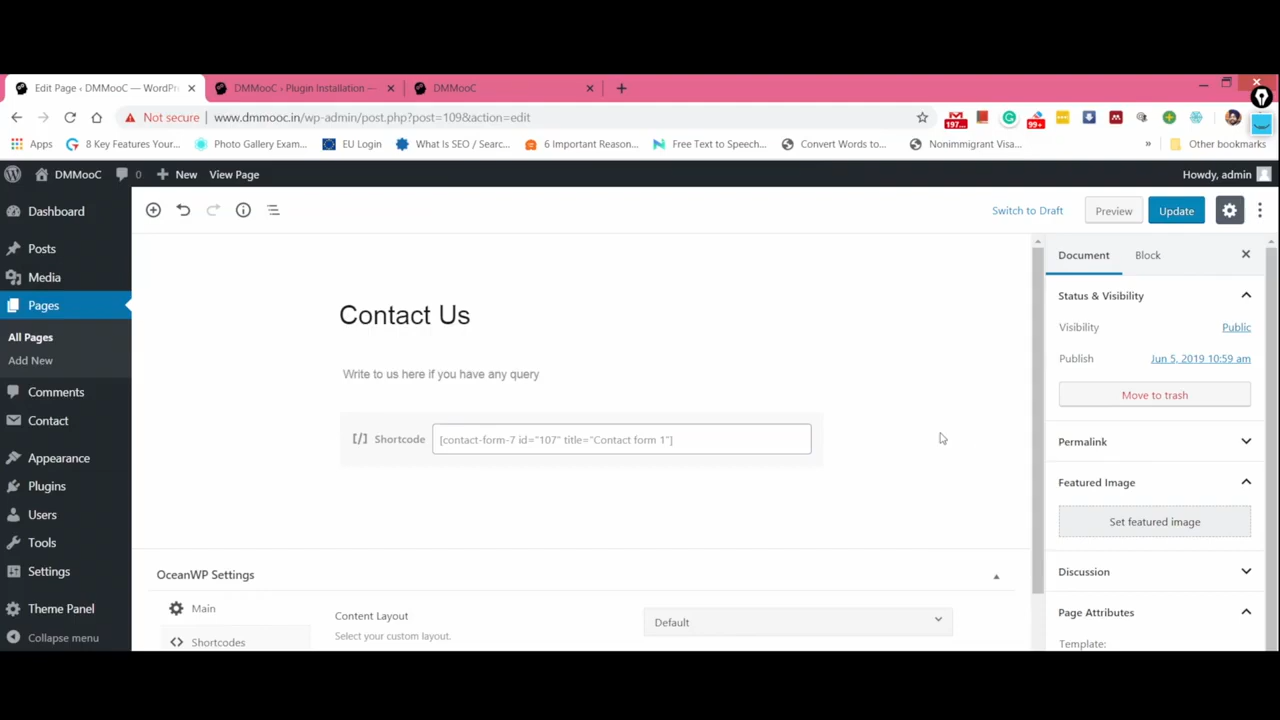 Edit Page ‹ DMMooC — WordPr
DMMooC › Plugin Installation —
DMMooC
Not secure
www.dmmooc.in/wp-admin/post.php?post=109&action=edit
197...
99+
Apps
8 Key Features Your...
Photo Gallery Exam...
EU Login
What Is SEO / Searc...
6 Important Reason...
Free Text to Speech...
Convert Words to...
Nonimmigrant Visa...
»
Other bookmarks
DMMooC
0
New
View Page
Howdy, admin
Dashboard
Posts
Media
Pages
All Pages
Add New
Comments
Contact
Appearance
Plugins
Users
Tools
Settings
Theme Panel
Collapse menu
Switch to Draft
Preview
Update
Contact Us
Write to us here if you have any query
[/] Shortcode
[contact-form-7 id="107" title="Contact form 1"]
OceanWP Settings
Main
Shortcodes
Content Layout
Select your custom layout.
Default
Document
Block
Status & Visibility
Visibility
Public
Publish
Jun 5, 2019 10:59 am
Move to trash
Permalink
Featured Image
Set featured image
Discussion
Page Attributes
Template: